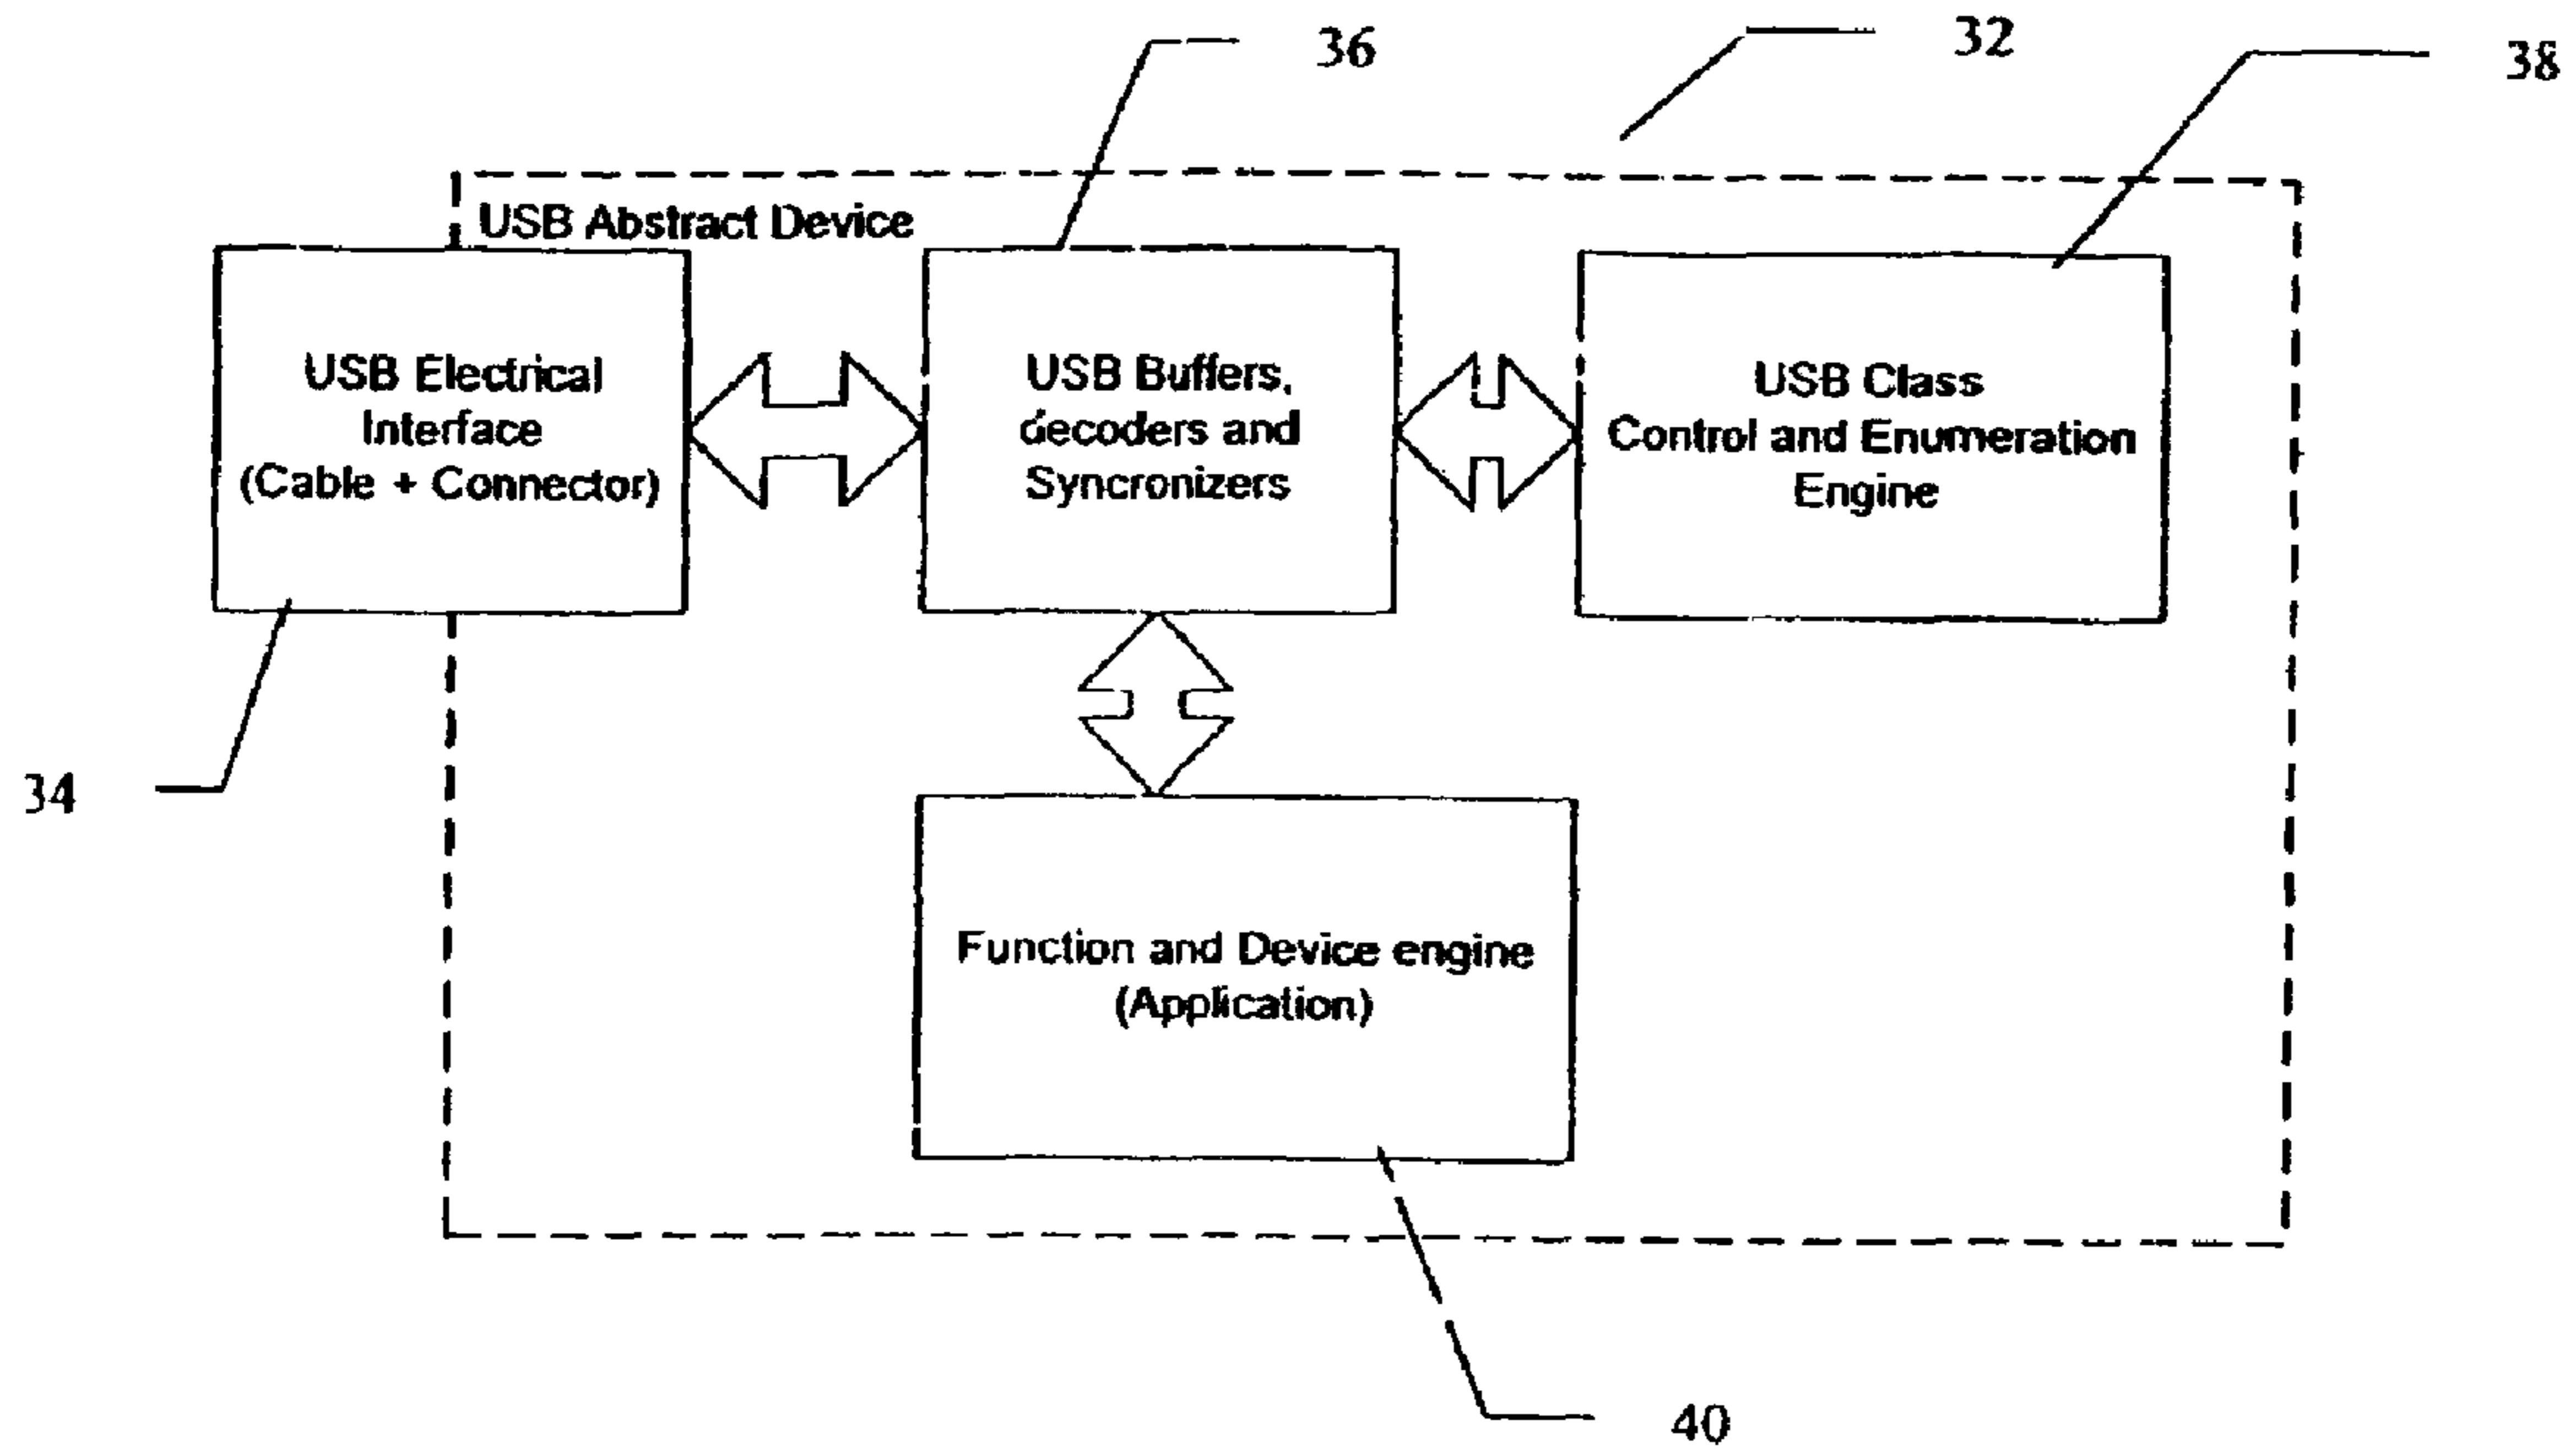 36
32
38
USB Abstract Device
USB Electrical
Interface
(Cable + Connector)
USB Buffers,
decoders and
Syncronizers
USB Class
Control and Enumeration
Engine
34
Function and Device engine
(Application)
40